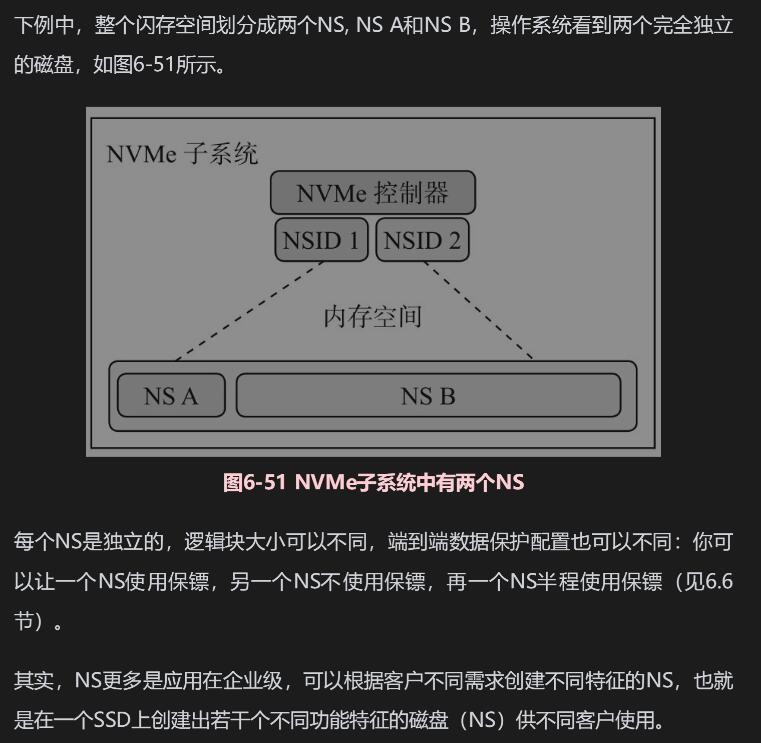 下例中，整个闪存空间划分成两个NS, NS A和NS B，操作系统看到两个完全独立
的磁盘，如图6-51所示。
NVMe 子系统
NVMe 控制器
NSID 1
NSID 2
内存空间
NS A
NS B
图6-51 NVMe子系统中有两个NS
每个NS是独立的，逻辑块大小可以不同，端到端数据保护配置也可以不同：你可
以让一个NS使用保镖，另一个NS不使用保镖，再一个NS半程使用保镖（见6.6
节）。
其实，NS更多是应用在企业级，可以根据客户不同需求创建不同特征的NS，也就
是在一个SSD上创建出若干个不同功能特征的磁盘（NS）供不同客户使用。